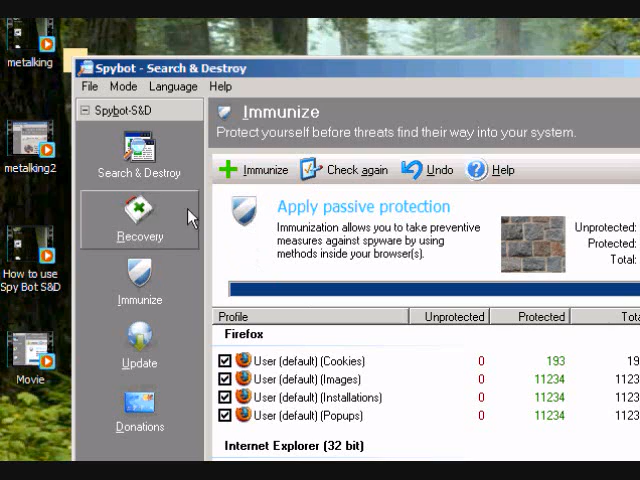 metalking
metalking2
How to use
Spy Bot S&D
Movie
Spybot - Search & Destroy
File Mode Language Help
Spybot-S&D
Search & Destroy
Recovery
Immunize
Update
Donations
Immunize
Protect yourself before threats find their way into your system.
Immunize Check again Undo Help
Apply passive protection
Immunization allows you to take preventive
measures against spyware by using
methods inside your browser(s).
Unprotected:
Protected:
Total:
Profile Unprotected Protected
Firefox
User (default) (Cookies) 0 193
User (default) (Images) 0 11234
User (default) (Installations) 0 11234
User (default) (Popups) 0 11234
Internet Explorer (32 bit)